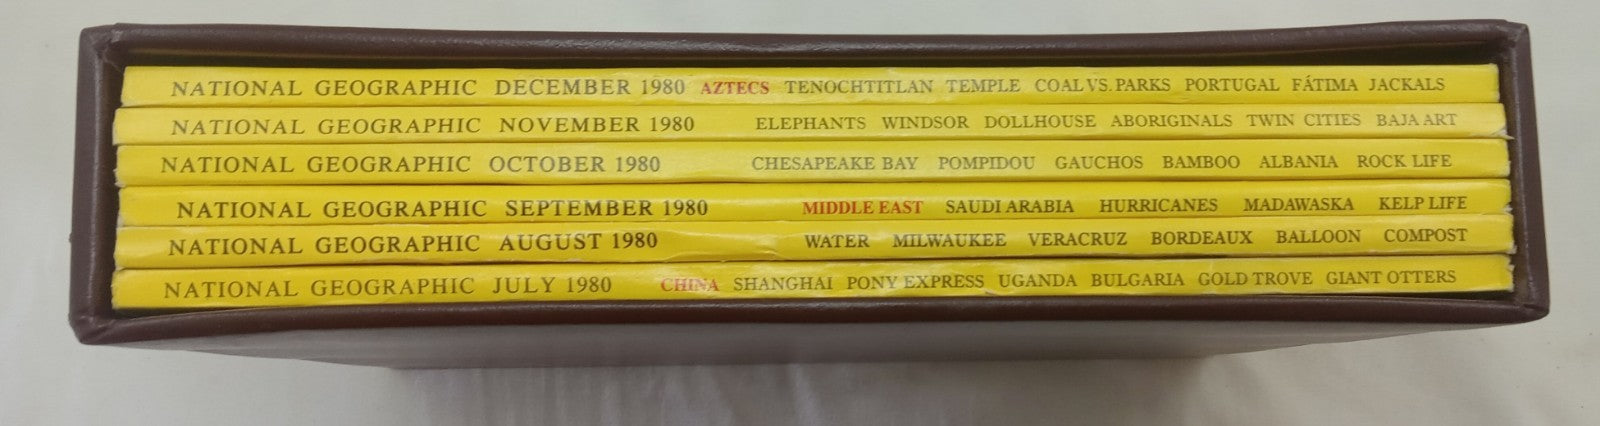 NATIONAL GEOGRAPHIC DECEMBER 1980 AZTECS TENOCHTITLAN TEMPLE COAL VS. PARKS PORTUGAL FÁTIMA JACKALS
NATIONAL GEOGRAPHIC NOVEMBER 1980 ELEPHANTS WINDSOR DOLLHOUSE ABORIGINALS TWIN CITIES BAJA ART
NATIONAL GEOGRAPHIC OCTOBER 1980 CHESAPEAKE BAY POMPIDOU GAUCHOS BAMBOO ALBANIA ROCK LIFE
NATIONAL GEOGRAPHIC SEPTEMBER 1980 MIDDLE EAST SAUDI ARABIA HURRICANES MADAWASKA KELP LIFE
NATIONAL GEOGRAPHIC AUGUST 1980 WATER MILWAUKEE VERACRUZ BORDEAUX BALLOON COMPOST
NATIONAL GEOGRAPHIC JULY 1980 CHINA SHANGHAI PONY EXPRESS UGANDA BULGARIA GOLD TROVE GIANT OTTERS